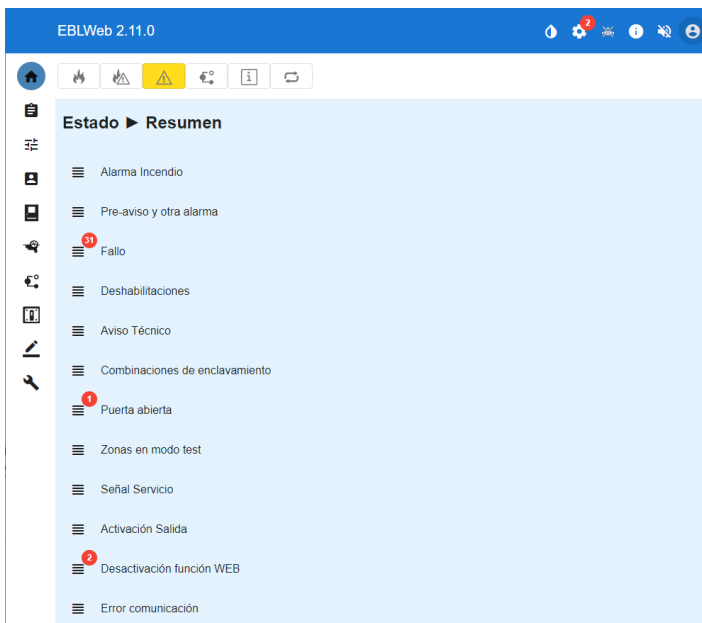 EBLWeb 2.11.0
2
Estado ► Resumen
Alarma Incendio
Pre-aviso y otra alarma
31
Fallo
Deshabilitaciones
Aviso Técnico
Combinaciones de enclavamiento
1
Puerta abierta
Zonas en modo test
Señal Servicio
Activación Salida
2
Desactivación función WEB
Error comunicación